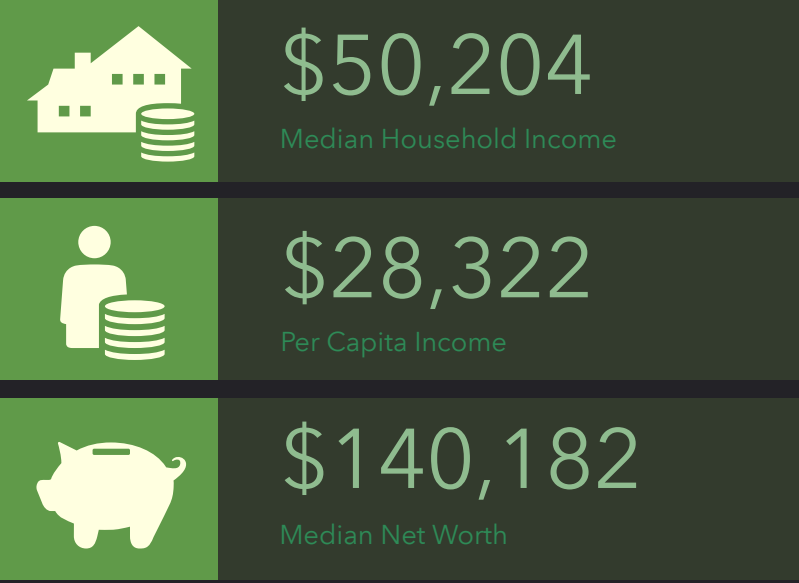 $50,204
Median Household Income
$28,322
Per Capita Income
$140,182
Median Net Worth